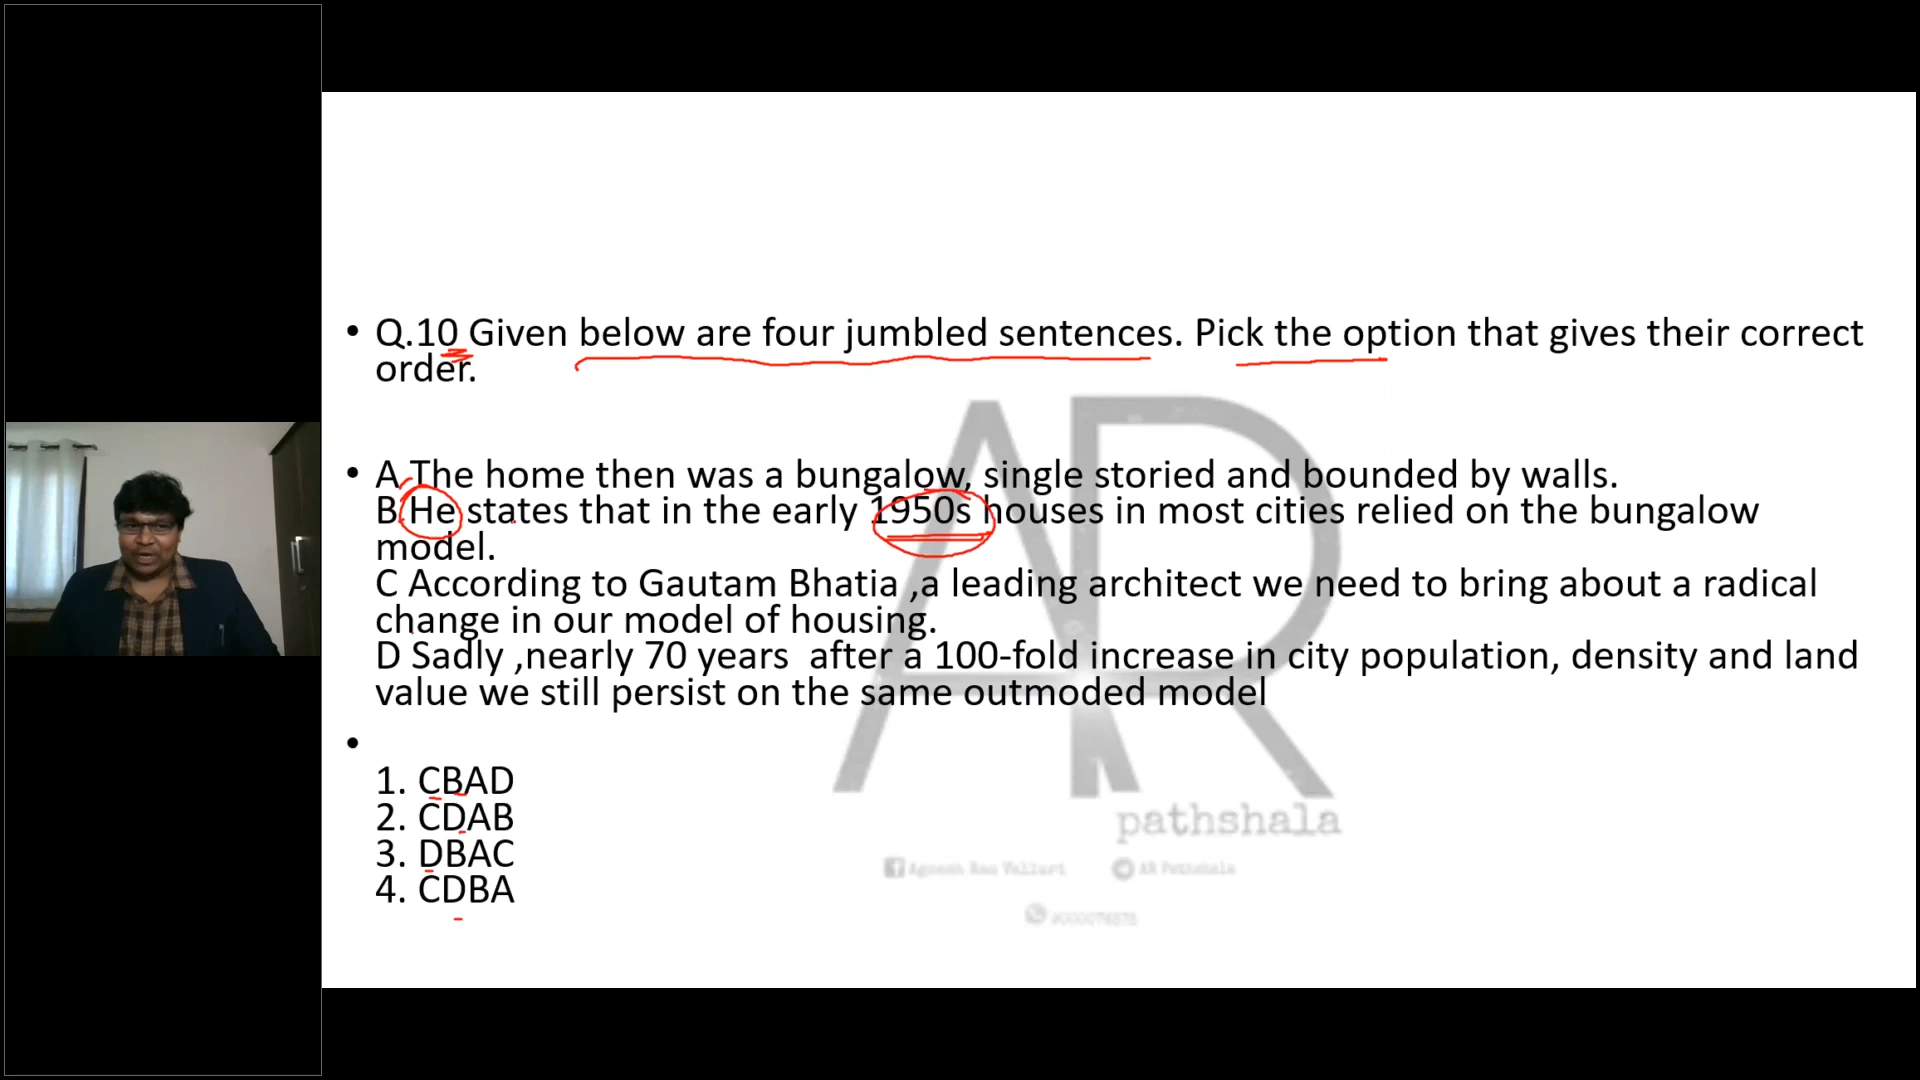 • Q.10 Given below are four jumbled sentences. Pick the option that gives their correct
order.
• A The home then was a bungalow, single storied and bounded by walls.
B He states that in the early 1950s houses in most cities relied on the bungalow
model.
C According to Gautam Bhatia ,a leading architect we need to bring about a radical
change in our model of housing.
D Sadly ,nearly 70 years  after a 100-fold increase in city population, density and land
value we still persist on the same outmoded model
•
1. CBAD
2. CDAB
3. DBAC
4. CDBA
AR
pathshala
AR Pathshala